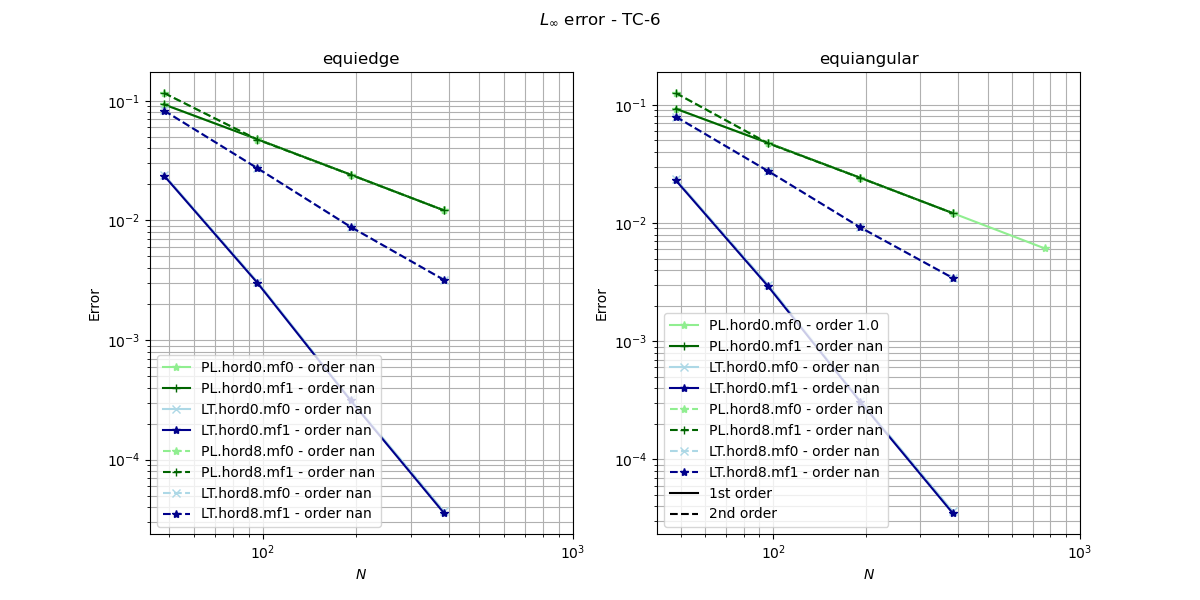 L∞ error - TC-6
equiedge
Error
10⁻¹
10⁻²
10⁻³
10⁻⁴
PL.hord0.mf0 - order nan
PL.hord0.mf1 - order nan
LT.hord0.mf0 - order nan
LT.hord0.mf1 - order nan
PL.hord8.mf0 - order nan
PL.hord8.mf1 - order nan
LT.hord8.mf0 - order nan
LT.hord8.mf1 - order nan
10²
10³
N
equiangular
Error
10⁻¹
10⁻²
10⁻³
10⁻⁴
PL.hord0.mf0 - order 1.0
PL.hord0.mf1 - order nan
LT.hord0.mf0 - order nan
LT.hord0.mf1 - order nan
PL.hord8.mf0 - order nan
PL.hord8.mf1 - order nan
LT.hord8.mf0 - order nan
LT.hord8.mf1 - order nan
1st order
2nd order
10²
10³
N